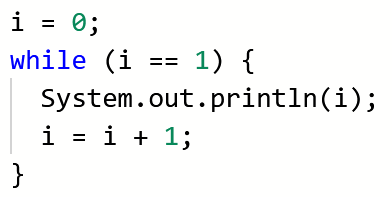 i = 0;
while (i == 1) {
  System.out.println(i);
  i = i + 1;
}